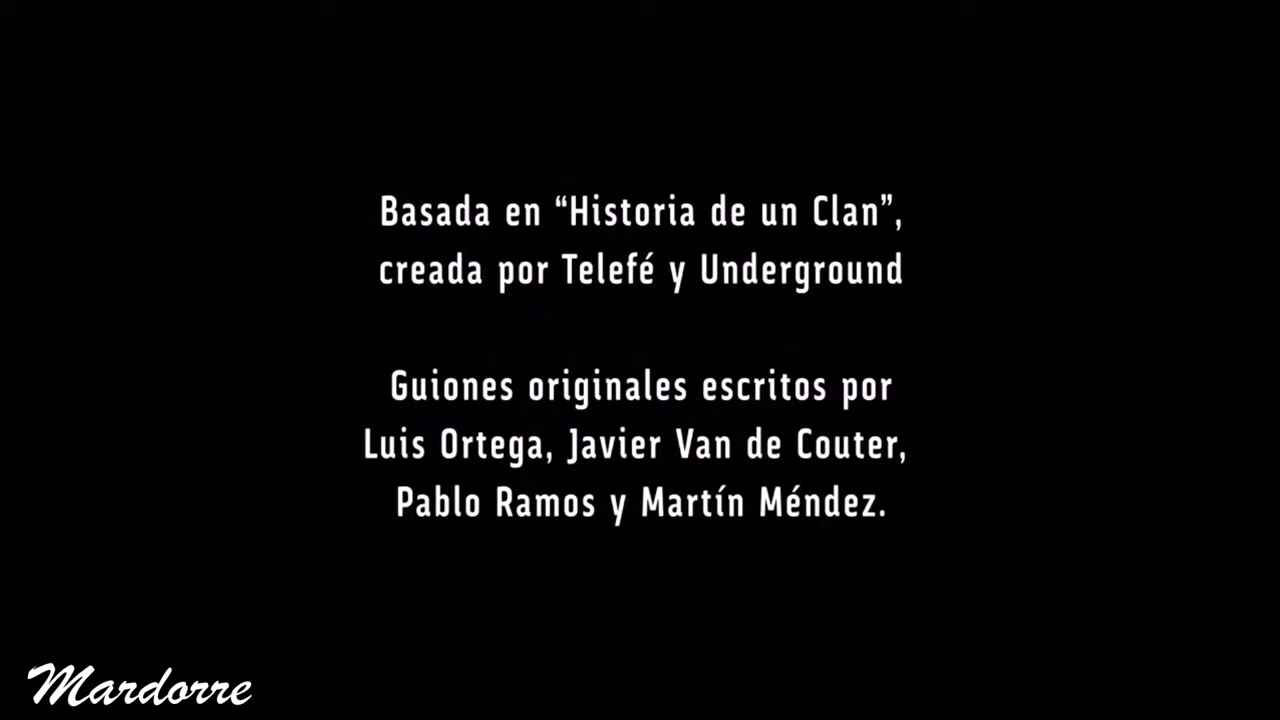 Basada en “Historia de un Clan”,
creada por Telefé y Underground
Guiones originales escritos por
Luis Ortega, Javier Van de Couter,
Pablo Ramos y Martín Méndez.
Mardorre